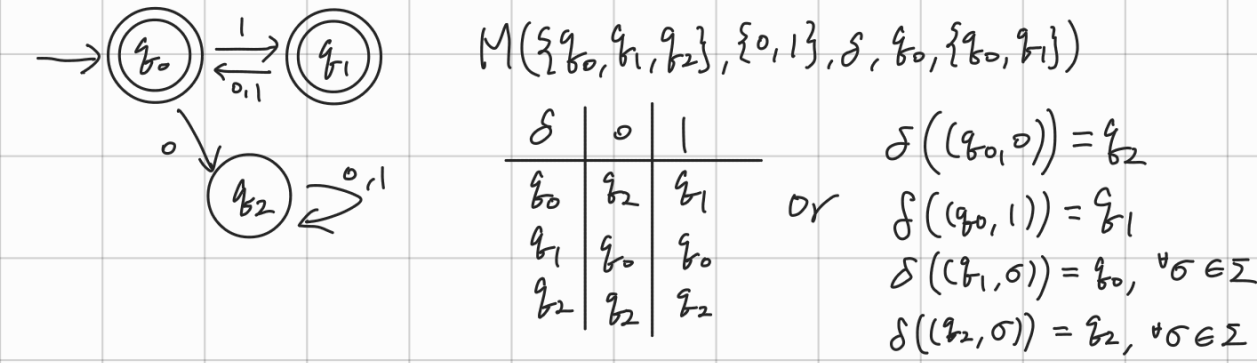 q₀ 1 q₁
0,1
0
q₂ 0,1
M({q₀,q₁,q₂},{0,1},δ,q₀,{q₀,q₁})
δ 0 1
q₀ q₂ q₁
q₁ q₀ q₀
q₂ q₂ q₂
or
δ((q₀,0))=q₂
δ((q₀,1))=q₁
δ((q₁,σ))=q₀, ∀σ∈Σ
δ((q₂,σ))=q₂, ∀σ∈Σ